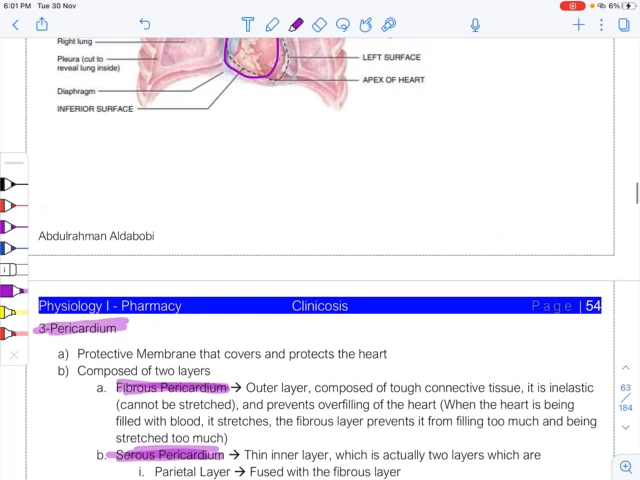 6:01 PM Tue 30 Nov
6%
Right lung
Pleura (cut to
reveal lung inside)
Diaphragm
INFERIOR SURFACE
LEFT SURFACE
APEX OF HEART
Abdulrahman Aldabobi
Physiology I - Pharmacy Clinicosis Page | 54
3-Pericardium
a) Protective Membrane that covers and protects the heart
b) Composed of two layers
a. Fibrous Pericardium → Outer layer, composed of tough connective tissue, it is inelastic
(cannot be stretched), and prevents overfilling of the heart (When the heart is being
filled with blood, it stretches, the fibrous layer prevents it from filling too much and being
stretched too much)
b. Serous Pericardium → Thin inner layer, which is actually two layers which are
i. Parietal Layer → Fused with the fibrous layer
63
184